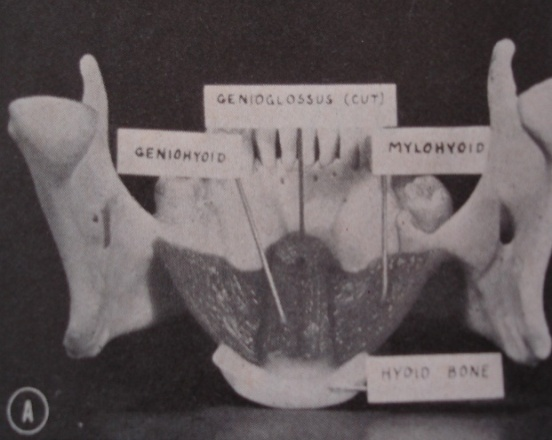 GENIOGLOSSUS (CUT)
GENIOHYOID
MYLOHYOID
HYOID BONE
A